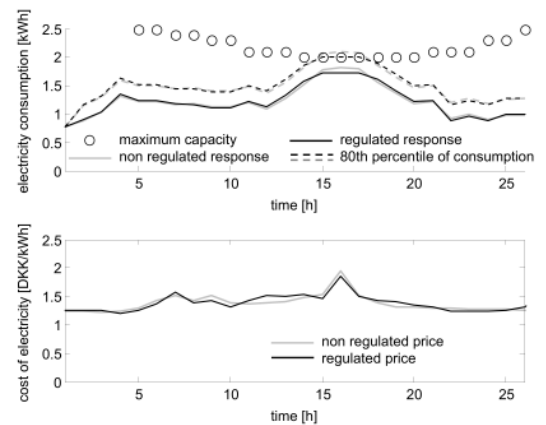 electricity consumption [kWh]
2.5
2
1.5
1
0.5
0
maximum capacity
regulated response
non regulated response
80th percentile of consumption
5
10
15
20
25
time [h]
cost of electricity [DKK/kWh]
2.5
2
1.5
1
0.5
0
non regulated price
regulated price
5
10
15
20
25
time [h]